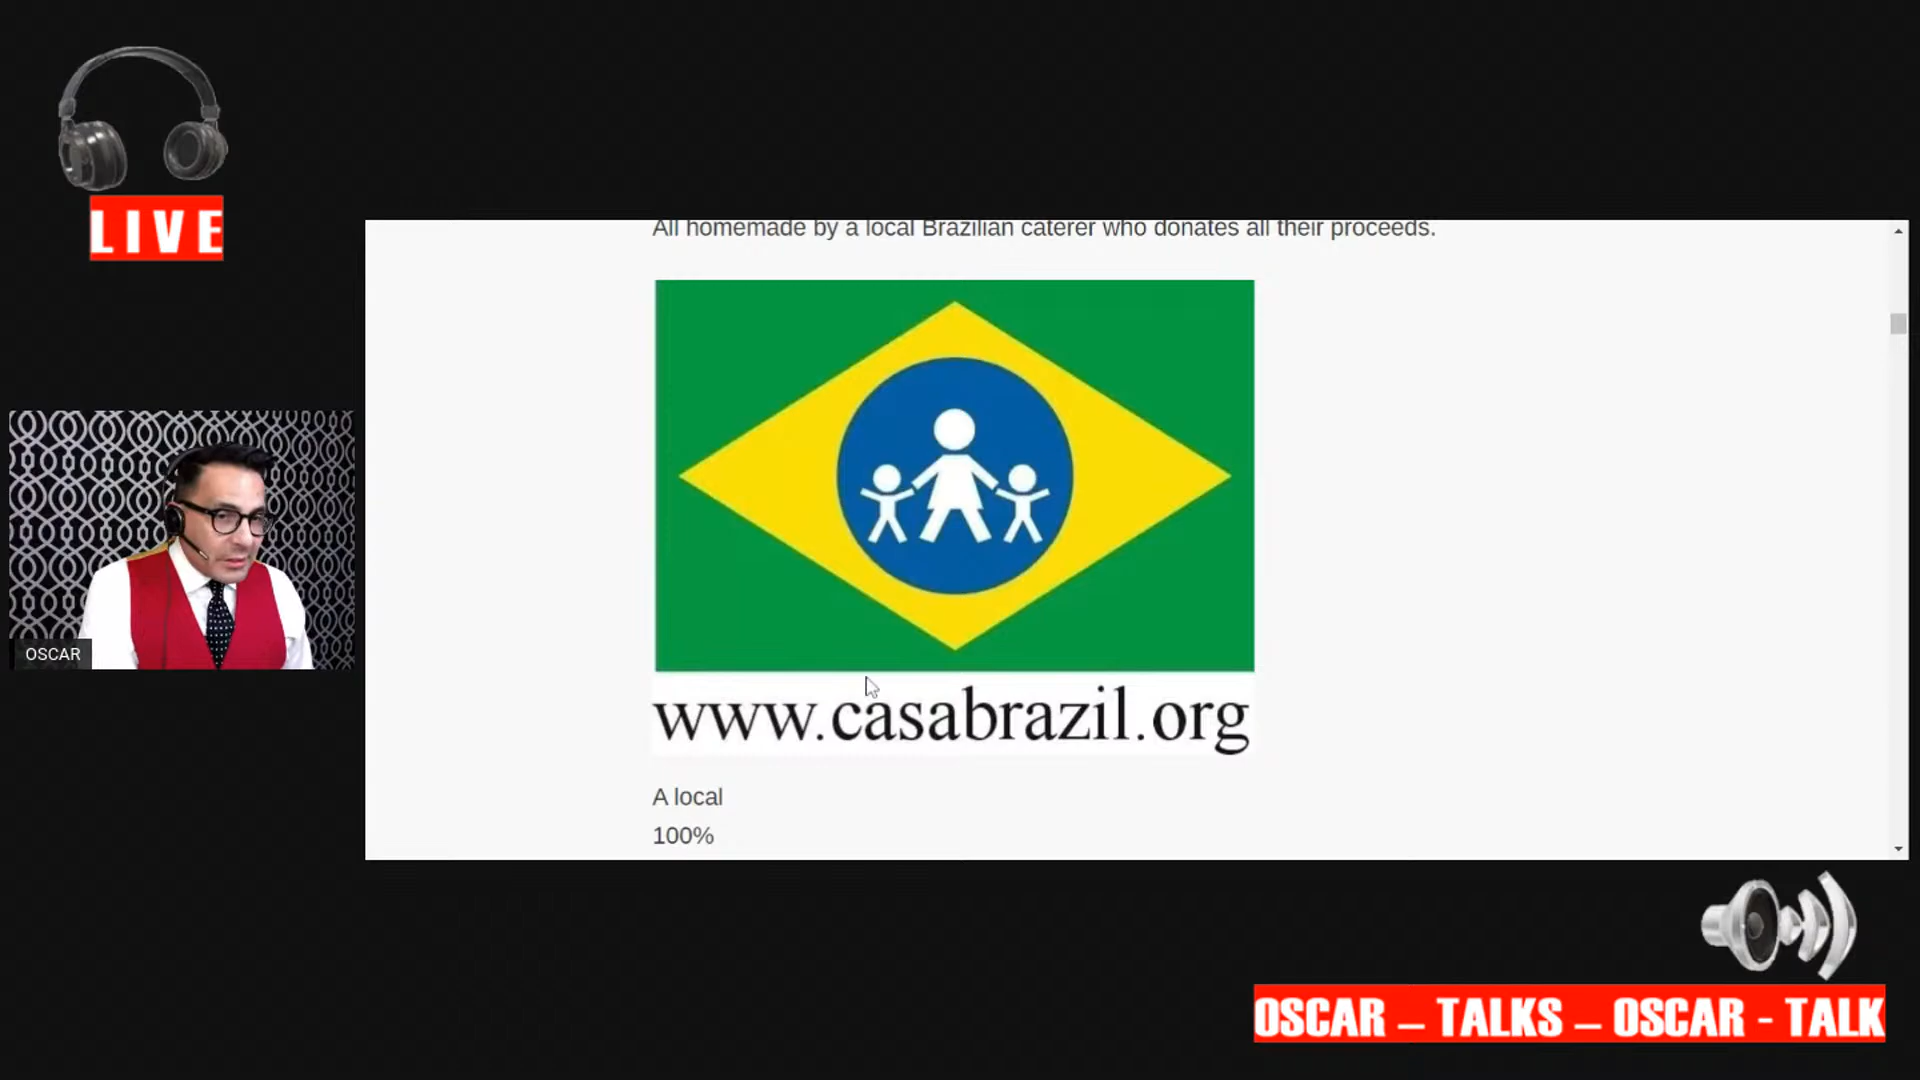 LIVE
All homemade by a local Brazilian caterer who donates all their proceeds.
www.casabrazil.org
OSCAR
A local
100%
OSCAR – TALKS – OSCAR - TALK